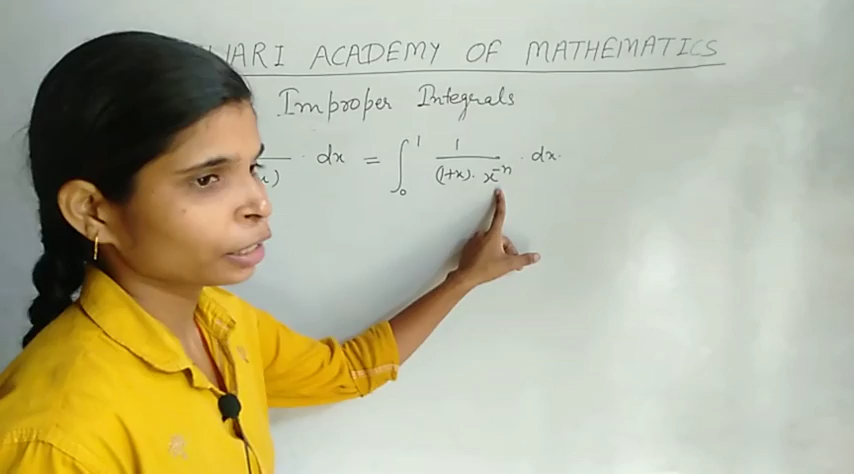 ACADEMY OF MATHEMATICS
Improper Integrals
x) · dx = ∫₀¹ 1/((1+x) · x⁻ⁿ) · dx.